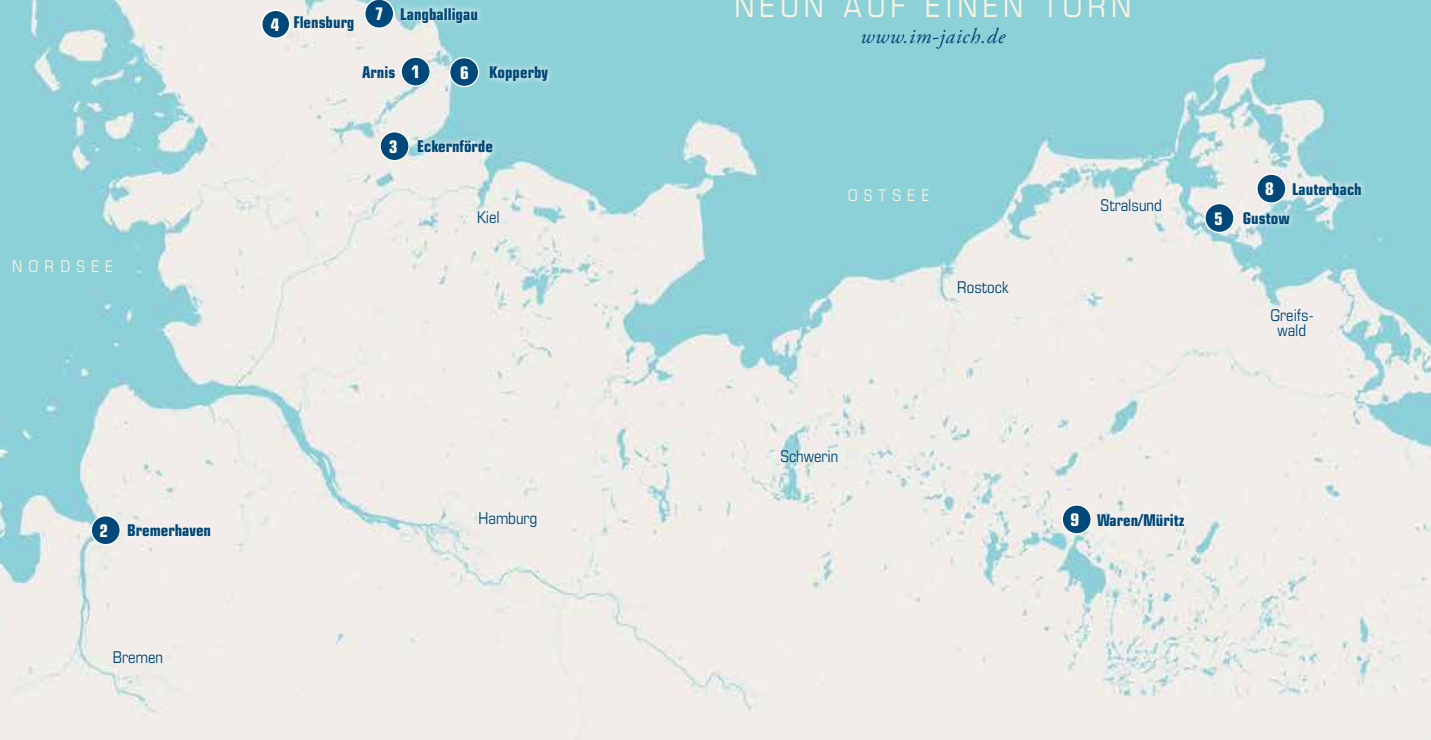 NEUN AUF EINEN TÖRN
www.im-jaich.de
7 Langballigau
4 Flensburg
Arnis 1
6 Kopperby
3 Eckernförde
OSTSEE
8 Lauterbach
Stralsund
5 Gustow
Kiel
NORDSEE
Rostock
Greifs-
wald
Schwerin
Hamburg
9 Waren/Müritz
2 Bremerhaven
Bremen